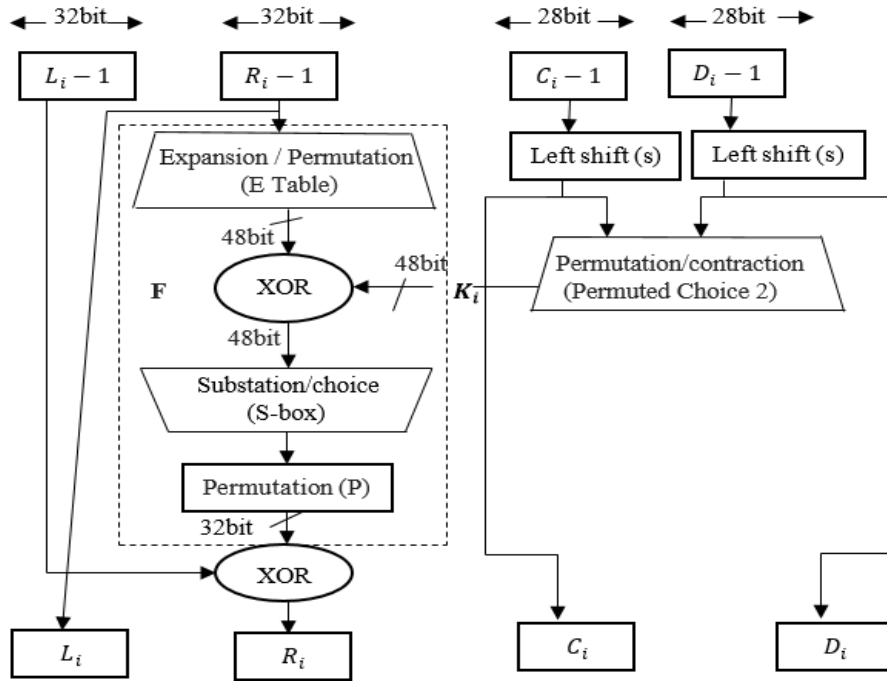 32bit 32bit 28bit 28bit
L_i − 1 R_i − 1 C_i − 1 D_i − 1
Left shift (s) Left shift (s)
Expansion / Permutation
(E Table)
48bit
48bit
Permutation/contraction
(Permuted Choice 2)
F XOR K_i
48bit
Substation/choice
(S-box)
Permutation (P)
32bit
XOR
L_i R_i C_i D_i